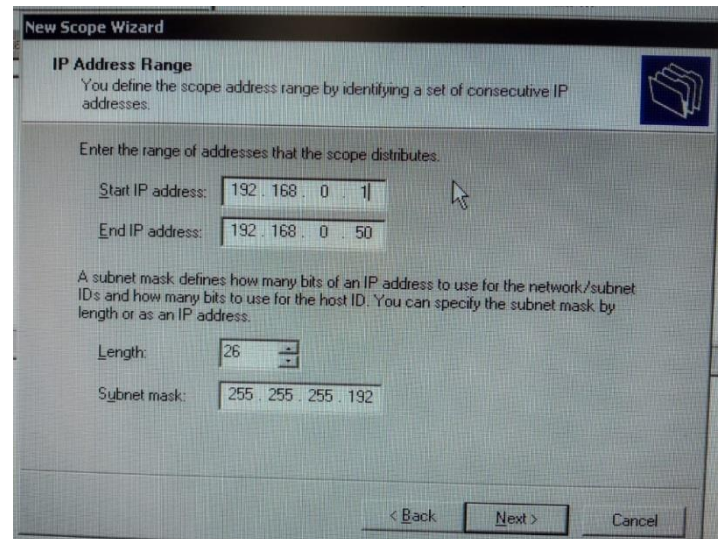 New Scope Wizard
IP Address Range
You define the scope address range by identifying a set of consecutive IP
addresses.
Enter the range of addresses that the scope distributes.
Start IP address: 192 . 168 . 0 . 1
End IP address: 192 . 168 . 0 . 50
A subnet mask defines how many bits of an IP address to use for the network/subnet
IDs and how many bits to use for the host ID. You can specify the subnet mask by
length or as an IP address.
Length: 26
Subnet mask: 255 . 255 . 255 . 192
< Back Next > Cancel